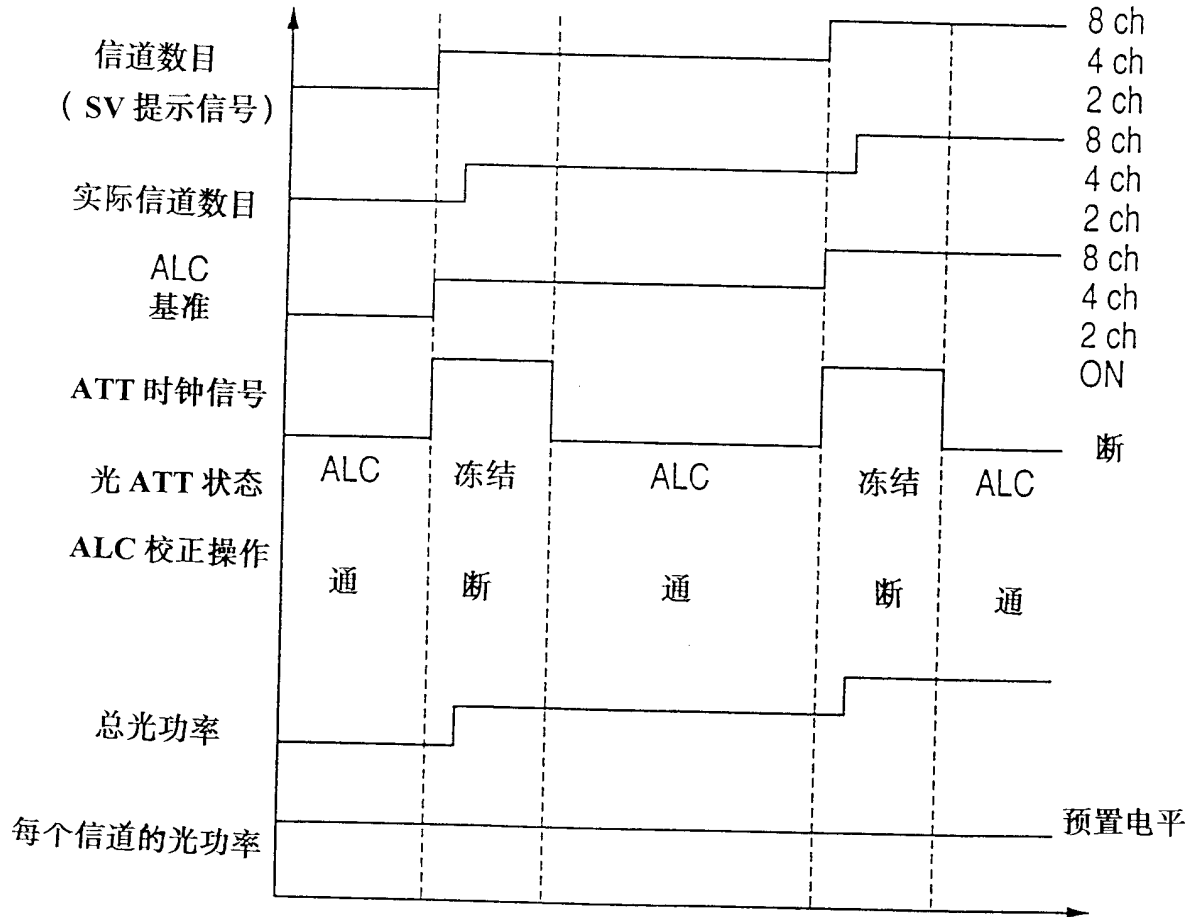 信道数目
（SV 提示信号）
8 ch
4 ch
2 ch
实际信道数目
8 ch
4 ch
2 ch
ALC
基准
8 ch
4 ch
2 ch
ATT 时钟信号
ON
断
光 ATT 状态
ALC 冻结 ALC 冻结 ALC
ALC 校正操作
通 断 通 断 通
总光功率
每个信道的光功率
预置电平